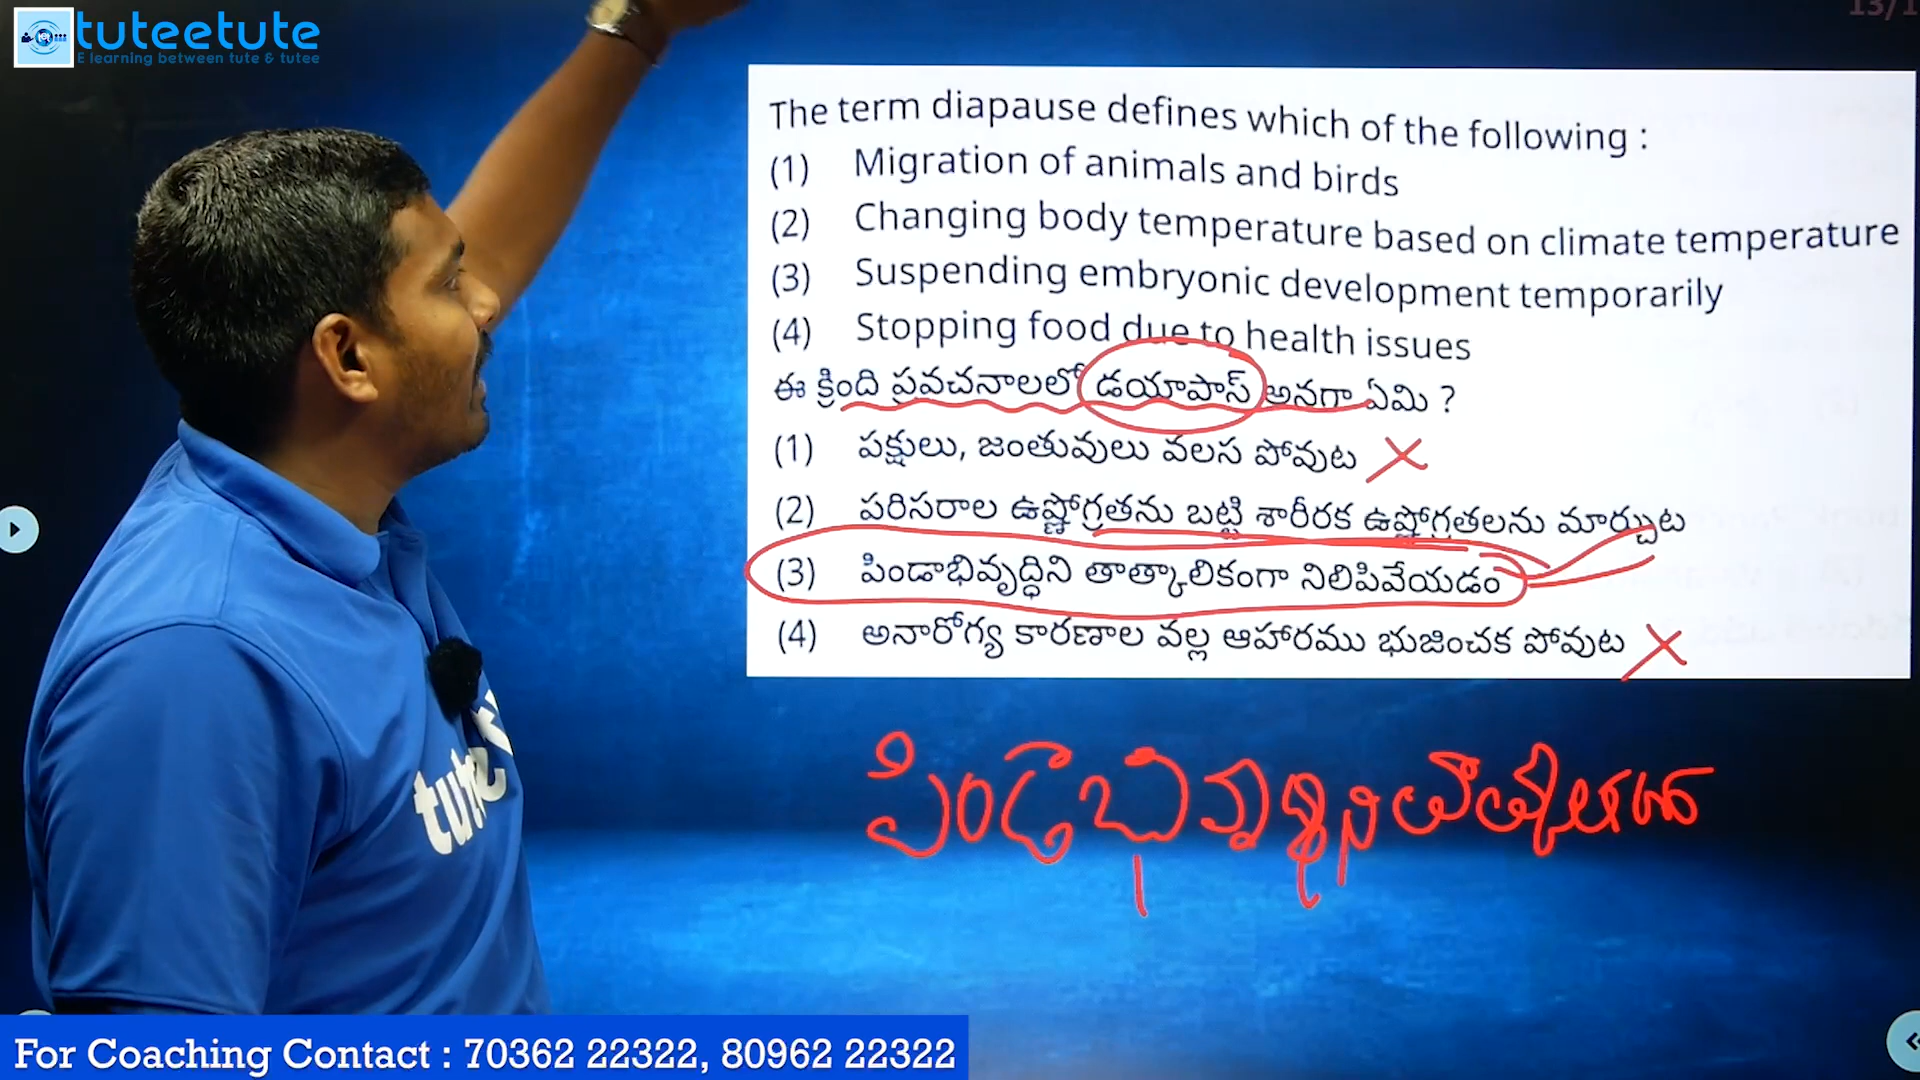 tuteetute
E learning between tute & tutee
The term diapause defines which of the following :
(1) Migration of animals and birds
(2) Changing body temperature based on climate temperature
(3) Suspending embryonic development temporarily
(4) Stopping food due to health issues
ఈ క్రింది ప్రవచనాలలో డయాపాస్ అనగా ఏమి ?
(1) పక్షులు, జంతువులు వలస పోవుట
(2) పరిసరాల ఉష్ణోగ్రతను బట్టి శారీరక ఉష్ణోగ్రతలను మార్చుట
(3) పిండాభివృద్ధిని తాత్కాలికంగా నిలిపివేయడం
(4) అనారోగ్య కారణాల వల్ల ఆహారము భుజించక పోవుట
పిండాభివృద్ధిని
For Coaching Contact : 70362 22322, 80962 22322